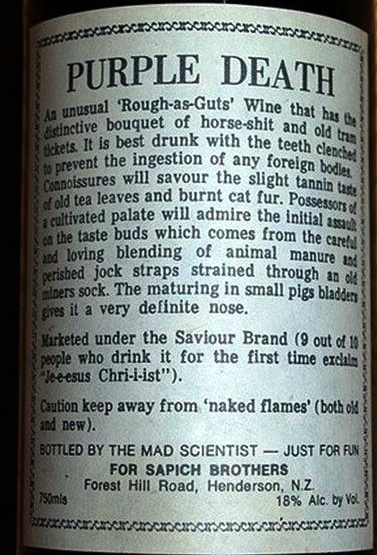 PURPLE DEATH
An unusual 'Rough-as-Guts' Wine that has the
distinctive bouquet of horse-shit and old tram
tickets. It is best drunk with the teeth clenched
to prevent the ingestion of any foreign bodies.
Connoissures will savour the slight tannin taste
of old tea leaves and burnt cat fur. Possessors of
a cultivated palate will admire the initial assault
on the taste buds which comes from the careful
and loving blending of animal manure and
perished jock straps strained through an old
miners sock. The maturing in small pigs bladders
gives it a very definite nose.
Marketed under the Saviour Brand (9 out of 10
people who drink it for the first time exclaim
"Je-e-esus Chri-i-ist").
Caution keep away from 'naked flames' (both old
and new).
BOTTLED BY THE MAD SCIENTIST — JUST FOR FUN
FOR SAPICH BROTHERS
Forest Hill Road, Henderson, N.Z.
750mls 18% Alc. by Vol.